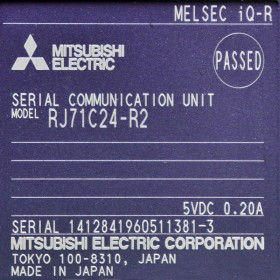 MELSEC iQ-R
MITSUBISHI
ELECTRIC
PASSED
SERIAL COMMUNICATION UNIT
MODEL RJ71C24-R2
5VDC 0.20A
SERIAL 1412841960511381-3
MITSUBISHI ELECTRIC CORPORATION
TOKYO 100-8310, JAPAN
MADE IN JAPAN